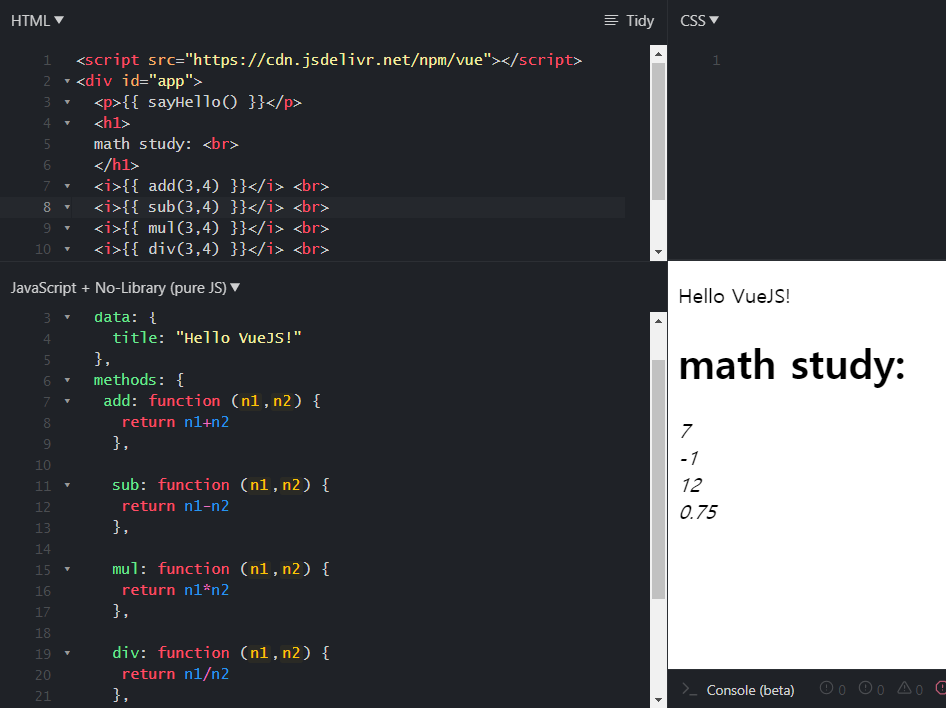 HTML ▼ Tidy
1 <script src="https://cdn.jsdelivr.net/npm/vue"></script>
2 <div id="app">
3 <p>{{ sayHello() }}</p>
4 <h1>
5 math study: <br>
6 </h1>
7 <i>{{ add(3,4) }}</i> <br>
8 <i>{{ sub(3,4) }}</i> <br>
9 <i>{{ mul(3,4) }}</i> <br>
10 <i>{{ div(3,4) }}</i> <br>
JavaScript + No-Library (pure JS) ▼
3 data: {
4 title: "Hello VueJS!"
5 },
6 methods: {
7 add: function (n1,n2) {
8 return n1+n2
9 },
10
11 sub: function (n1,n2) {
12 return n1-n2
13 },
14
15 mul: function (n1,n2) {
16 return n1*n2
17 },
18
19 div: function (n1,n2) {
20 return n1/n2
21 },
CSS ▼
1
Hello VueJS!
math study:
7
-1
12
0.75
>_ Console (beta) 0 0 0